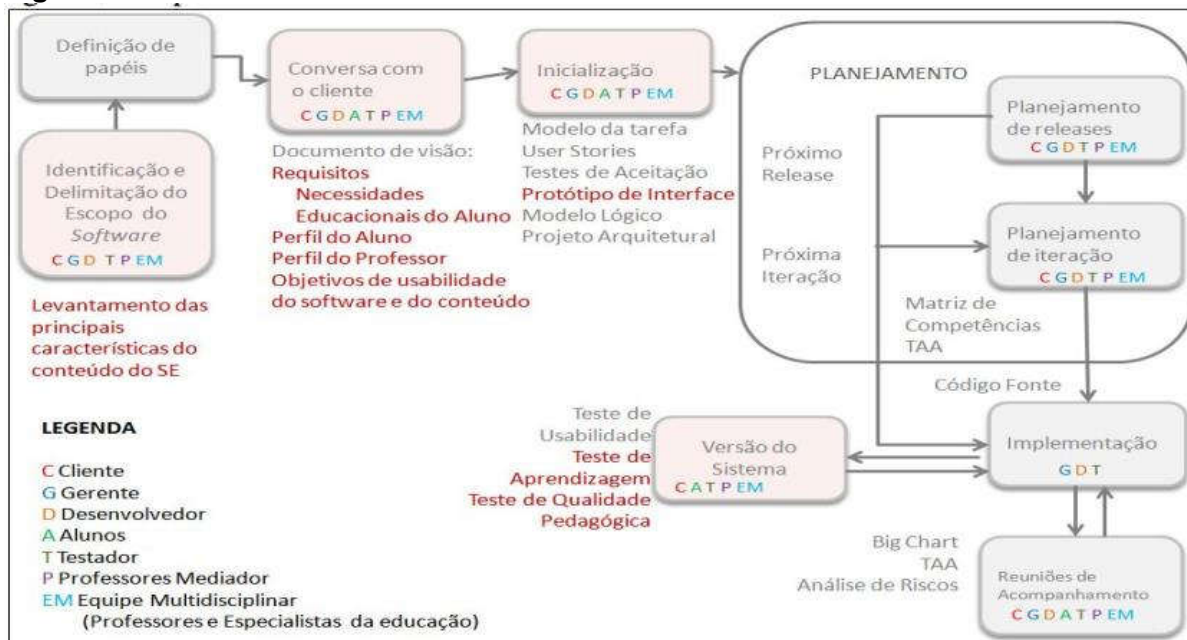 Definição de
papéis
Identificação e
Delimitação do
Escopo do
Software
C G D T P EM
Levantamento das
principais
características do
conteúdo do SE
Conversa com
o cliente
C G D A T P EM
Documento de visão:
Requisitos
Necessidades
Educacionais do Aluno
Perfil do Aluno
Perfil do Professor
Objetivos de usabilidade
do software e do conteúdo
Inicialização
C G D A T P EM
Modelo da tarefa
User Stories
Testes de Aceitação
Protótipo de Interface
Modelo Lógico
Projeto Arquitetural
PLANEJAMENTO
Planejamento
de releases
C G D T P EM
Próximo
Release
Planejamento
de iteração
C G D T P EM
Próxima
Iteração
Matriz de
Competências
TAA
Código Fonte
Implementação
G D T
Teste de
Usabilidade
Teste de
Aprendizagem
Teste de Qualidade
Pedagógica
Versão do
Sistema
C A T P EM
Big Chart
TAA
Análise de Riscos
Reuniões de
Acompanhamento
C G D A T P EM
LEGENDA
C Cliente
G Gerente
D Desenvolvedor
A Alunos
T Testador
P Professores Mediador
EM Equipe Multidisciplinar
(Professores e Especialistas da educação)